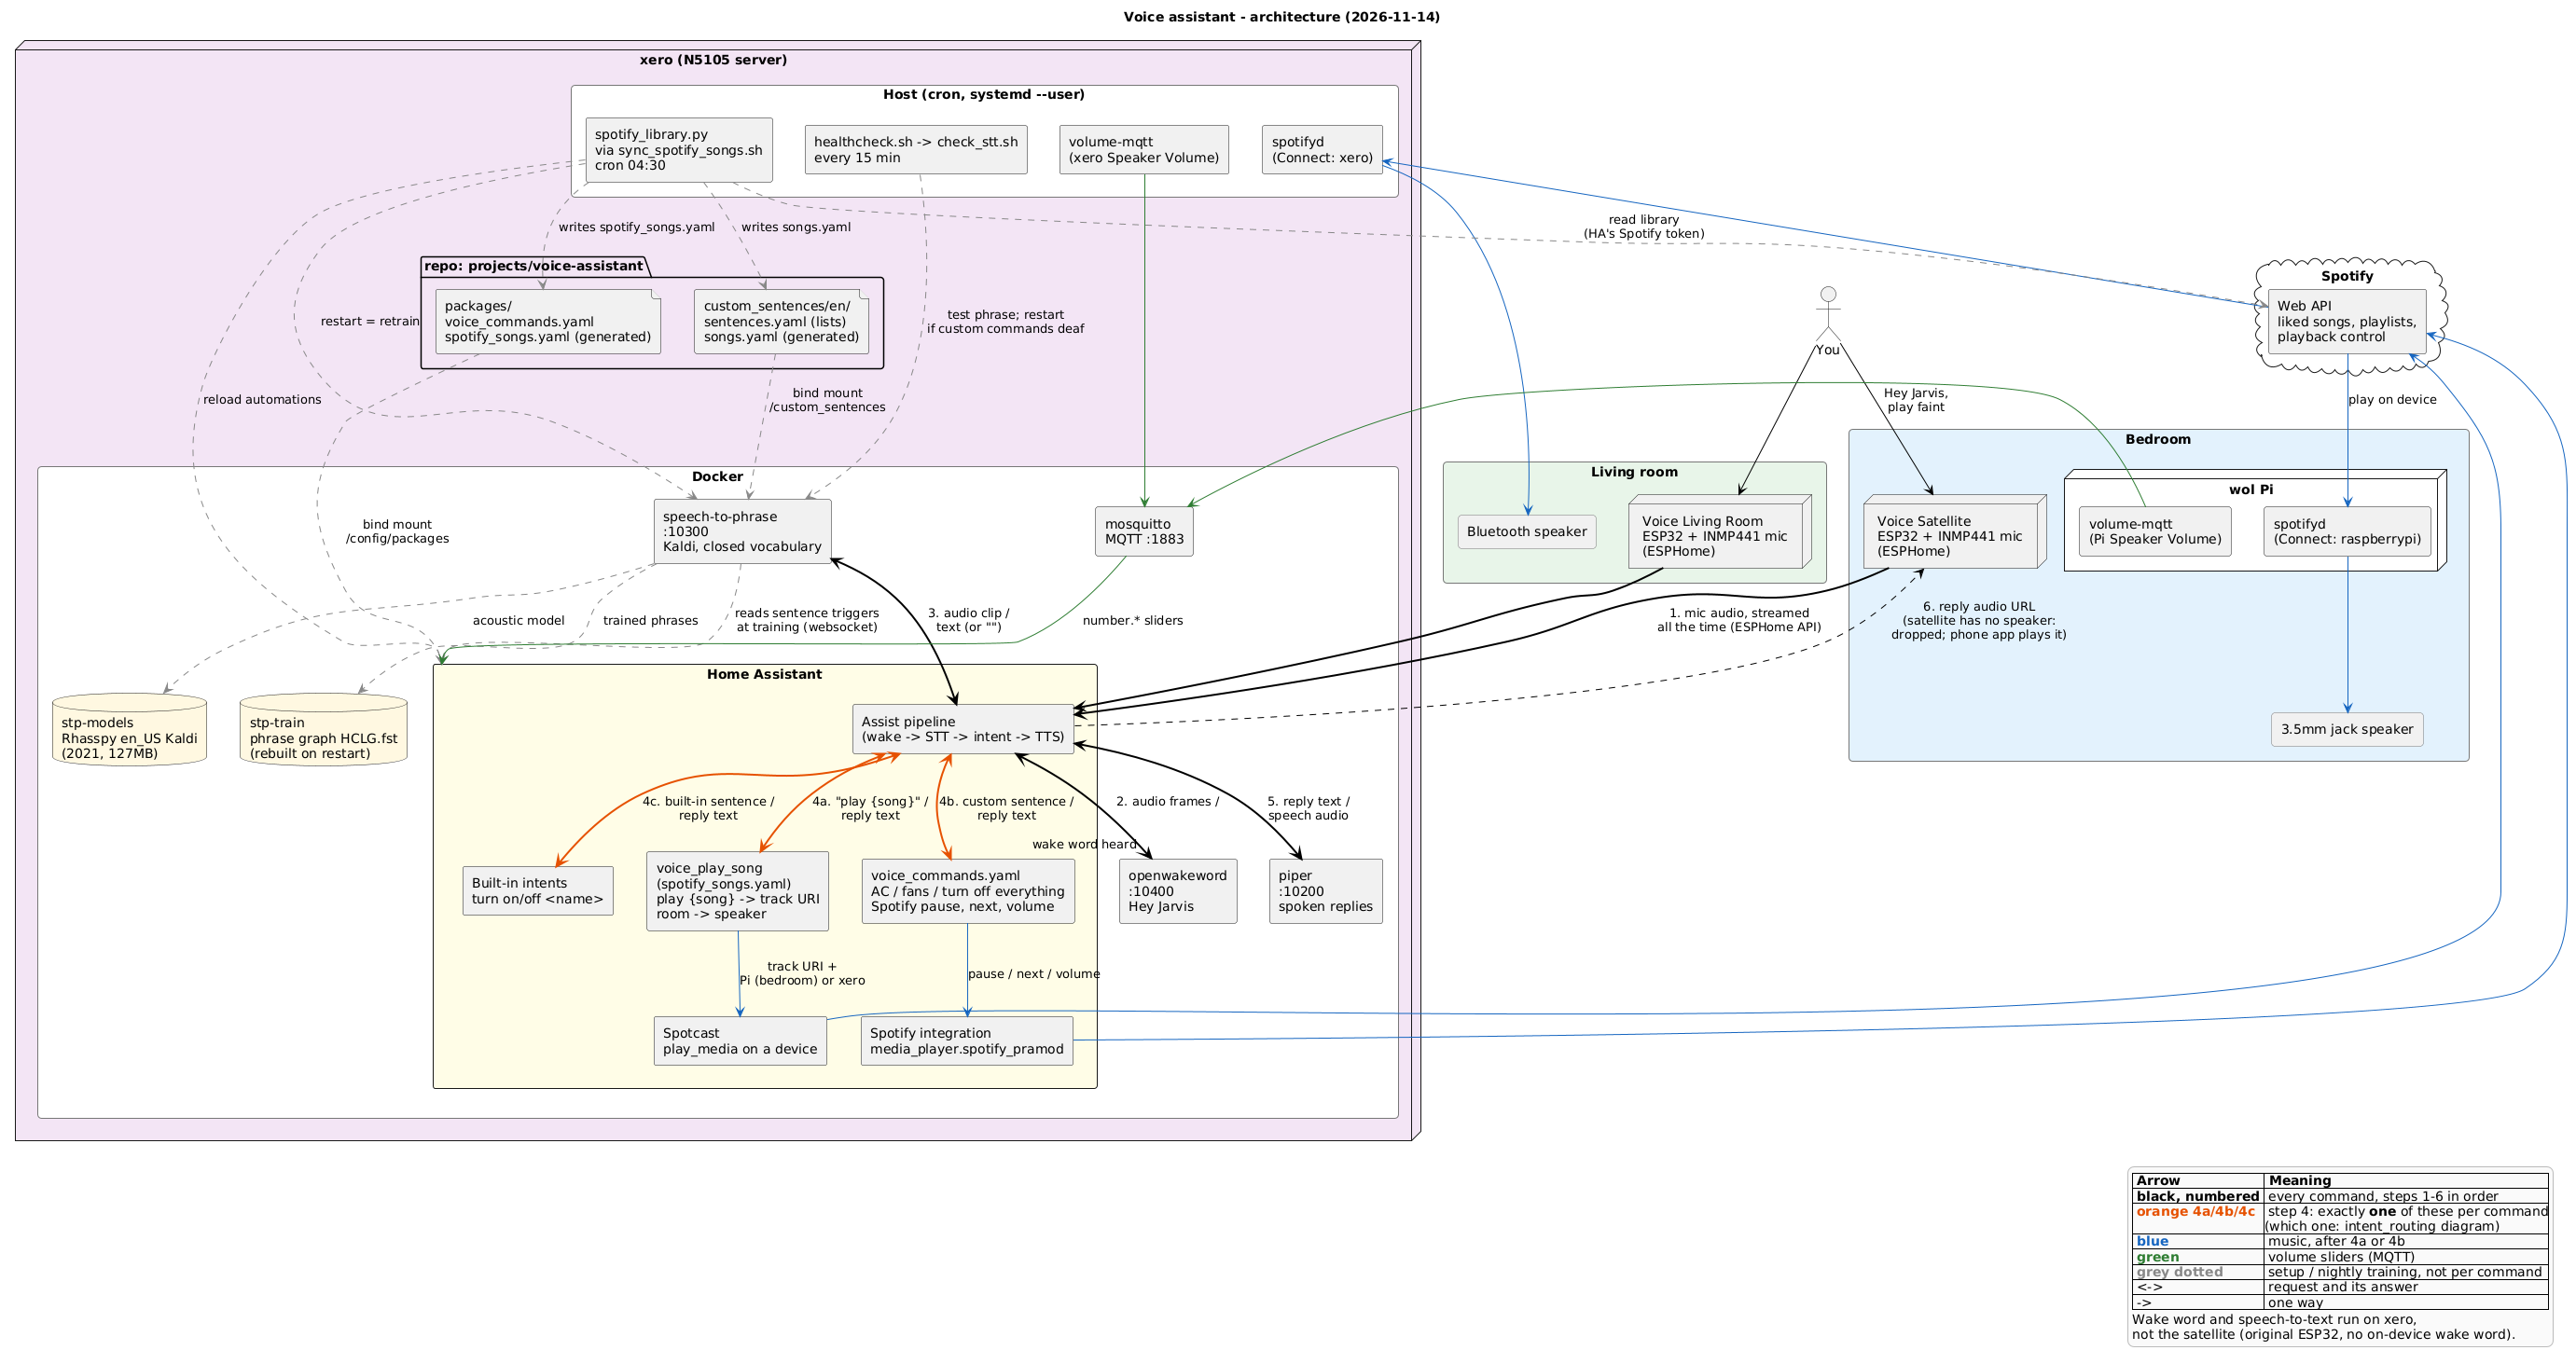 Voice assistant - architecture (2026-11-14)
xero (N5105 server)
Host (cron, systemd --user)
spotify_library.py
via sync_spotify_songs.sh
cron 04:30
healthcheck.sh -> check_stt.sh
every 15 min
volume-mqtt
(xero Speaker Volume)
spotifyd
(Connect: xero)
writes spotify_songs.yaml
writes songs.yaml
read library
(HA's Spotify token)
repo: projects/voice-assistant
packages/
voice_commands.yaml
spotify_songs.yaml (generated)
custom_sentences/en/
sentences.yaml (lists)
songs.yaml (generated)
restart = retrain
test phrase; restart
if custom commands deaf
You
Spotify
Web API
liked songs, playlists,
playback control
reload automations
bind mount
/custom_sentences
Hey Jarvis,
play faint
play on device
Docker
speech-to-phrase
:10300
Kaldi, closed vocabulary
mosquitto
MQTT :1883
bind mount
/config/packages
Living room
Bluetooth speaker
Voice Living Room
ESP32 + INMP441 mic
(ESPHome)
Bedroom
Voice Satellite
ESP32 + INMP441 mic
(ESPHome)
wol Pi
volume-mqtt
(Pi Speaker Volume)
spotifyd
(Connect: raspberrypi)
acoustic model
trained phrases
reads sentence triggers
at training (websocket)
3. audio clip /
text (or "")
number.* sliders
1. mic audio, streamed
all the time (ESPHome API)
6. reply audio URL
(satellite has no speaker:
dropped; phone app plays it)
stp-models
Rhasspy en_US Kaldi
(2021, 127MB)
stp-train
phrase graph HCLG.fst
(rebuilt on restart)
Home Assistant
Assist pipeline
(wake -> STT -> intent -> TTS)
3.5mm jack speaker
4c. built-in sentence /
reply text
4a. "play {song}" /
reply text
4b. custom sentence /
reply text
2. audio frames /
wake word heard
5. reply text /
speech audio
Built-in intents
turn on/off <name>
voice_play_song
(spotify_songs.yaml)
play {song} -> track URI
room -> speaker
voice_commands.yaml
AC / fans / turn off everything
Spotify pause, next, volume
openwakeword
:10400
Hey Jarvis
piper
:10200
spoken replies
track URI +
Pi (bedroom) or xero
pause / next / volume
Spotcast
play_media on a device
Spotify integration
media_player.spotify_pramod
Arrow Meaning
black, numbered every command, steps 1-6 in order
orange 4a/4b/4c step 4: exactly one of these per command
(which one: intent_routing diagram)
blue music, after 4a or 4b
green volume sliders (MQTT)
grey dotted setup / nightly training, not per command
<-> request and its answer
-> one way
Wake word and speech-to-text run on xero,
not the satellite (original ESP32, no on-device wake word).